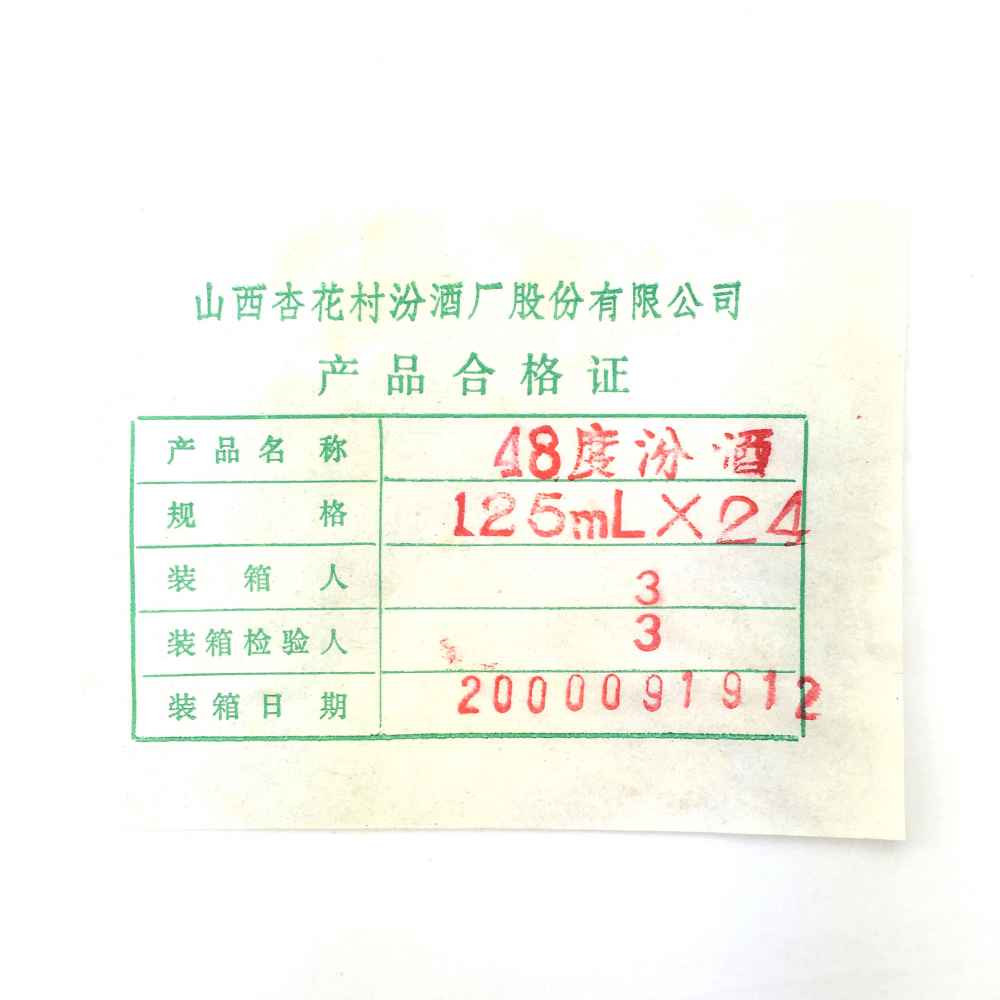 山西杏花村汾酒厂股份有限公司
产品合格证
产品名称 48度汾酒
规格 125mL×24
装箱人 3
装箱检验人 3
装箱日期 2000091912